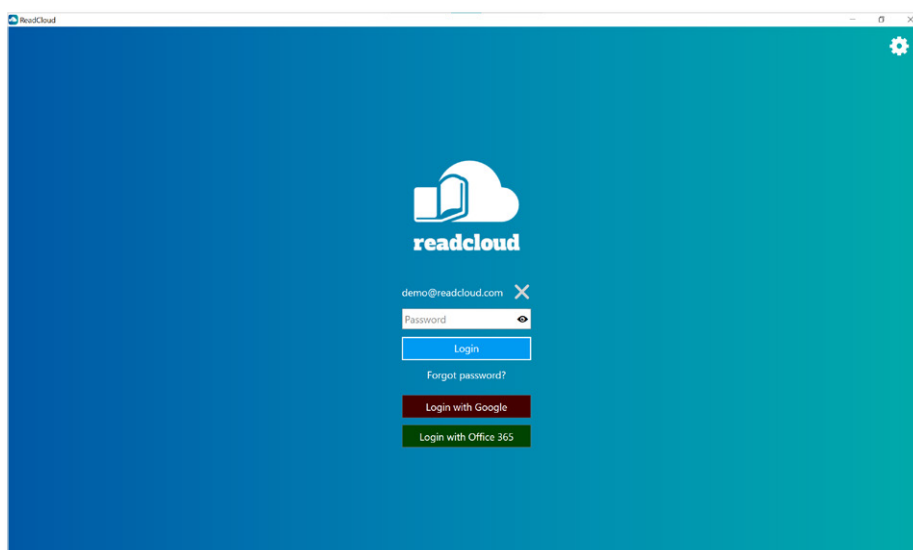 ReadCloud
readcloud
demo@readcloud.com
Password
Login
Forgot password?
Login with Google
Login with Office 365